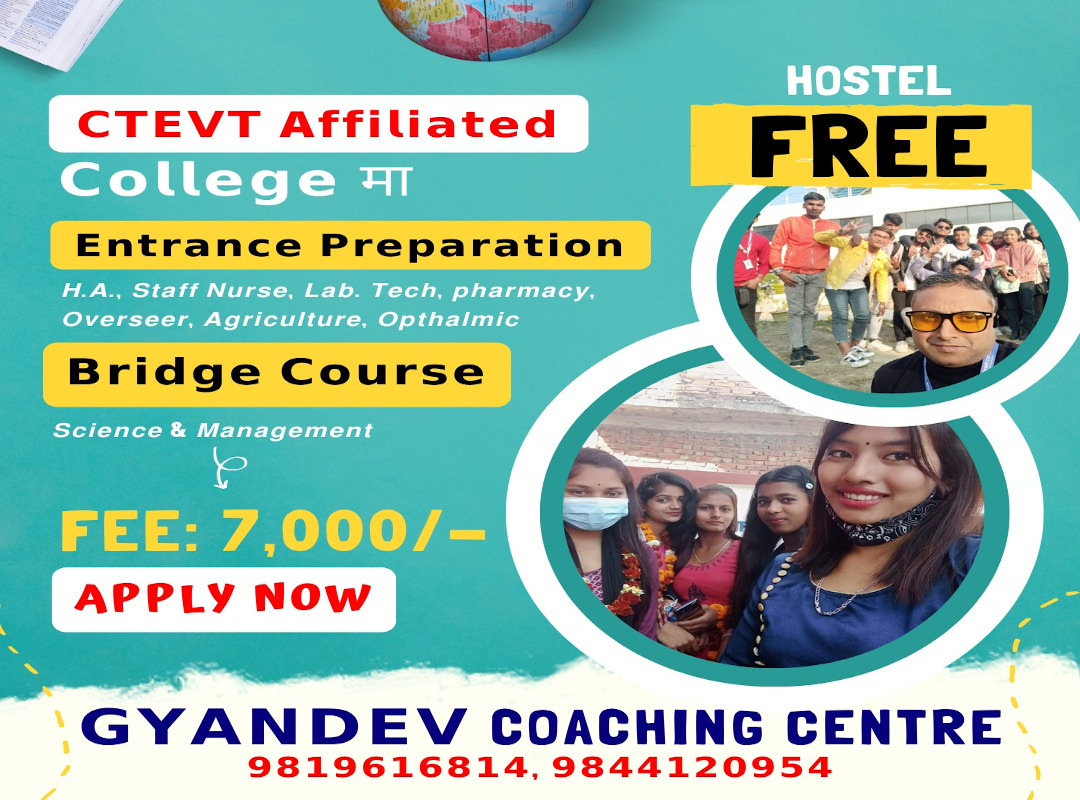 CTEVT Affiliated
College मा
Entrance Preparation
H.A., Staff Nurse, Lab. Tech, pharmacy,
Overseer, Agriculture, Opthalmic
Bridge Course
Science & Management
FEE: 7,000/-
APPLY NOW
HOSTEL
FREE
GYANDEV COACHING CENTRE
9819616814, 9844120954